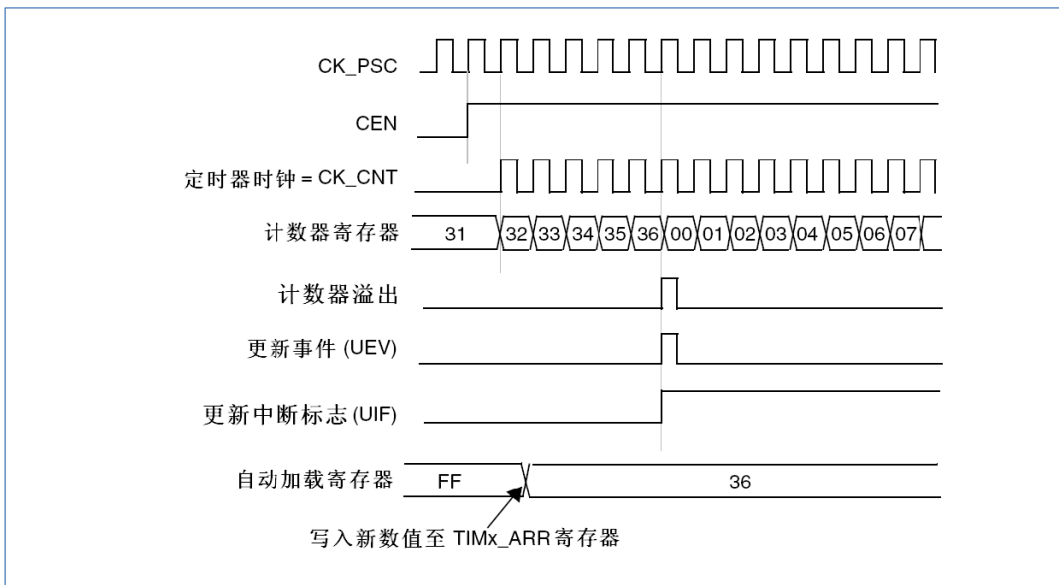 CK_PSC
CEN
定时器时钟 = CK_CNT
计数器寄存器 31 32 33 34 35 36 00 01 02 03 04 05 06 07
计数器溢出
更新事件 (UEV)
更新中断标志 (UIF)
自动加载寄存器 FF 36
写入新数值至 TIMx_ARR 寄存器